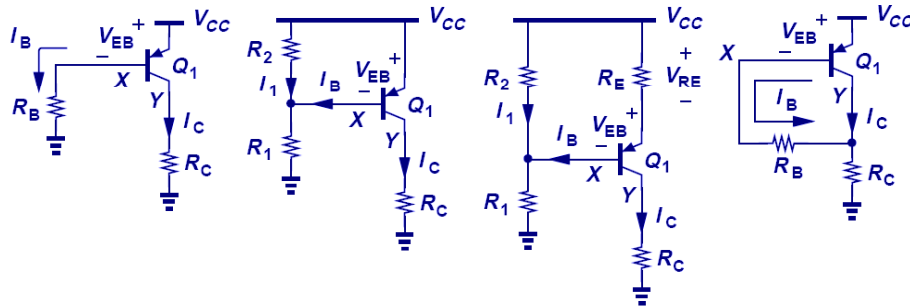 V_CC
I_B
V_EB + −
X
Q_1
Y
R_B
I_C
R_C
V_CC
R_2
I_1
I_B
V_EB + −
X
Q_1
Y
R_1
I_C
R_C
V_CC
R_2
R_E
+
V_RE
−
I_1
I_B
V_EB + −
X
Q_1
Y
R_1
I_C
R_C
V_CC
X
V_EB + −
Q_1
I_B
Y
I_C
R_B
R_C